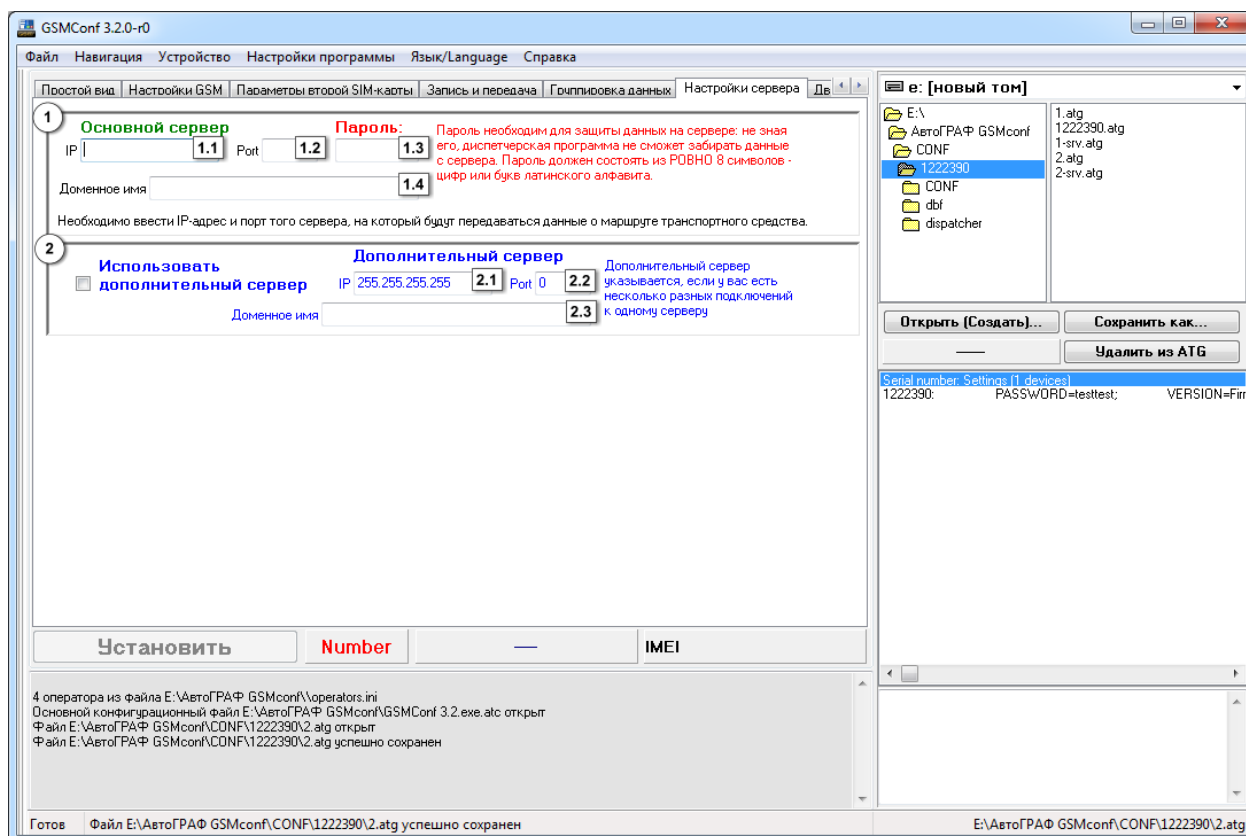 GSMConf 3.2.0-r0
Файл Навигация Устройство Настройки программы Язык/Language Справка
Простой вид Настройки GSM Параметры второй SIM-карты Запись и передача Группировка данных Настройки сервера Дв
1
Основной сервер
IP 1.1 Port 1.2
Пароль:
1.3
Пароль необходим для защиты данных на сервере: не зная
его, диспетчерская программа не сможет забирать данные
с сервера. Пароль должен состоять из РОВНО 8 символов -
цифр или букв латинского алфавита.
Доменное имя 1.4
Необходимо ввести IP-адрес и порт того сервера, на который будут передаваться данные о маршруте транспортного средства.
2
Использовать
дополнительный сервер
Дополнительный сервер
IP 255.255.255.255 2.1 Port 0 2.2
Доменное имя 2.3
Дополнительный сервер
указывается, если у вас есть
несколько разных подключений
к одному серверу
Установить Number IMEI
4 оператора из файла E:\АвтоГРАФ GSMconf\\operators.ini
Основной конфигурационный файл E:\АвтоГРАФ GSMconf\GSMConf 3.2.exe.atc открыт
Файл E:\АвтоГРАФ GSMconf\CONF\1222390\2.atg открыт
Файл E:\АвтоГРАФ GSMconf\CONF\1222390\2.atg успешно сохранен
e: [новый том]
E:\
АвтоГРАФ GSMconf
CONF
1222390
CONF
dbf
dispatcher
1.atg
1222390.atg
1-srv.atg
2.atg
2-srv.atg
Открыть (Создать)... Сохранить как...
Удалить из ATG
Serial number: Settings (1 devices)
1222390: PASSWORD=testtest; VERSION=Fir
Готов Файл E:\АвтоГРАФ GSMconf\CONF\1222390\2.atg успешно сохранен E:\АвтоГРАФ GSMconf\CONF\1222390\2.atg